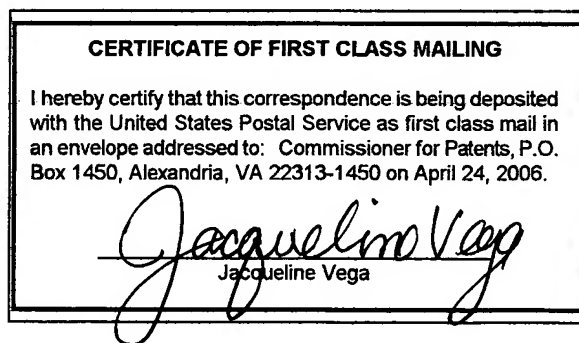 CERTIFICATE OF FIRST CLASS MAILING
I hereby certify that this correspondence is being deposited
with the United States Postal Service as first class mail in
an envelope addressed to: Commissioner for Patents, P.O.
Box 1450, Alexandria, VA 22313-1450 on April 24, 2006.
Jacqueline Vega
Jacqueline Vega